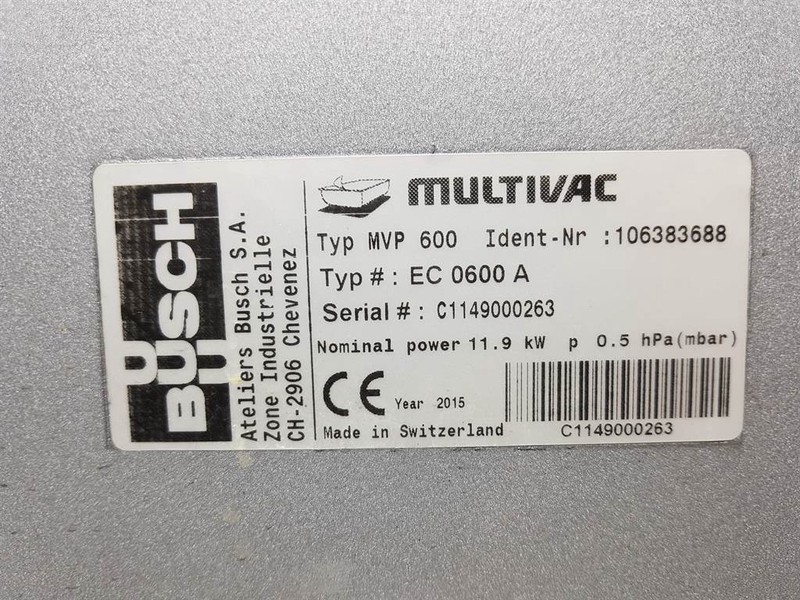 BUSCH
Ateliers Busch S.A.
Zone Industrielle
CH-2906 Chevenez
MULTIVAC
Typ MVP 600 Ident-Nr :106383688
Typ # : EC 0600 A
Serial # : C1149000263
Nominal power 11.9 kW p 0.5 hPa(mbar)
CE Year 2015
Made in Switzerland
C1149000263